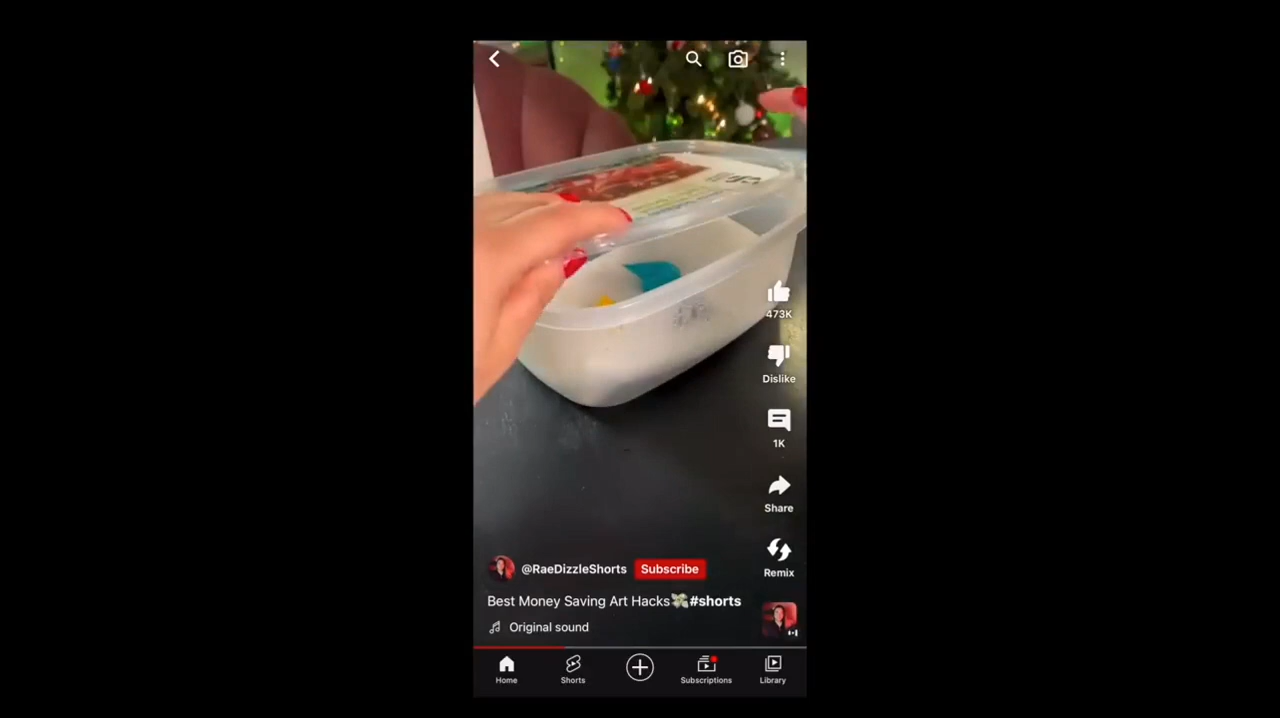 473K
Dislike
1K
Share
Remix
@RaeDizzleShorts Subscribe
Best Money Saving Art Hacks💸#shorts
Original sound
Home Shorts Subscriptions Library